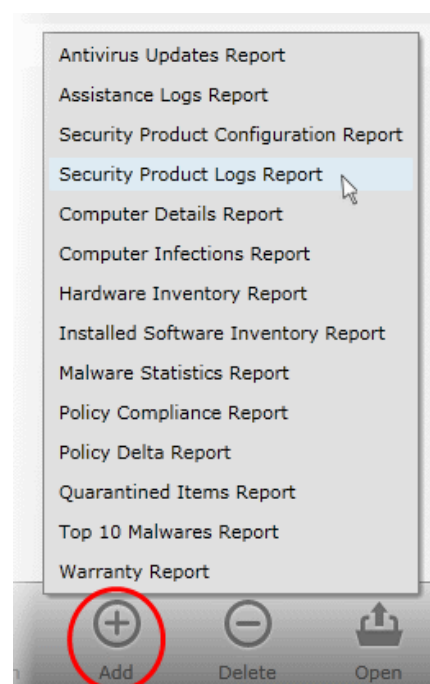 Antivirus Updates Report
Assistance Logs Report
Security Product Configuration Report
Security Product Logs Report
Computer Details Report
Computer Infections Report
Hardware Inventory Report
Installed Software Inventory Report
Malware Statistics Report
Policy Compliance Report
Policy Delta Report
Quarantined Items Report
Top 10 Malwares Report
Warranty Report
Add Delete Open